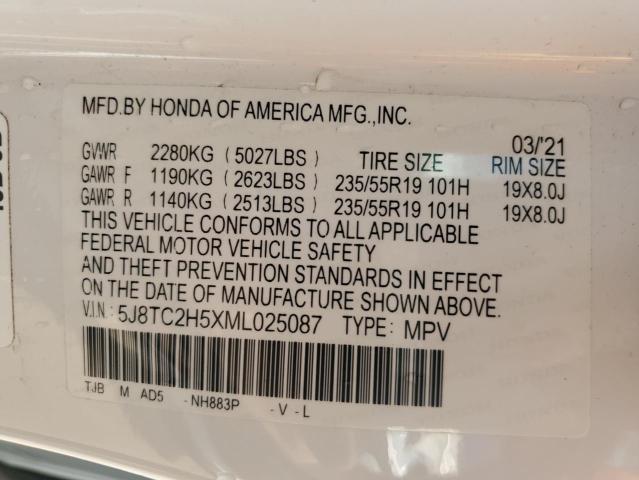 MFD.BY HONDA OF AMERICA MFG.,INC.
03/'21
GVWR 2280KG (5027LBS) TIRE SIZE RIM SIZE
GAWR F 1190KG (2623LBS) 235/55R19 101H 19X8.0J
GAWR R 1140KG (2513LBS) 235/55R19 101H 19X8.0J
THIS VEHICLE CONFORMS TO ALL APPLICABLE
FEDERAL MOTOR VEHICLE SAFETY
AND THEFT PREVENTION STANDARDS IN EFFECT
ON THE DATE OF MANUFACTURE SHOWN ABOVE.
V.I.N: 5J8TC2H5XML025087 TYPE: MPV
TJB M AD5 -NH883P -V-L